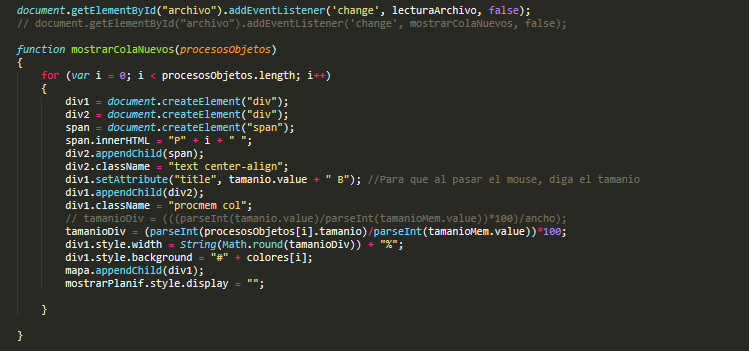 document.getElementById("archivo").addEventListener('change', lecturaArchivo, false);
// document.getElementById("archivo").addEventListener('change', mostrarColaNuevos, false);
function mostrarColaNuevos(procesosObjetos)
{
for (var i = 0; i < procesosObjetos.length; i++)
{
div1 = document.createElement("div");
div2 = document.createElement("div");
span = document.createElement("span");
span.innerHTML = "P" + i + " ";
div2.appendChild(span);
div2.className = "text center-align";
div1.setAttribute("title", tamanio.value + " B"); //Para que al pasar el mouse, diga el tamanio
div1.appendChild(div2);
div1.className = "procmem col";
// tamanioDiv = (((parseInt(tamanio.value)/parseInt(tamanioMem.value))*100)/ancho);
tamanioDiv = (parseInt(procesosObjetos[i].tamanio)/parseInt(tamanioMem.value))*100;
div1.style.width = String(Math.round(tamanioDiv)) + "%";
div1.style.background = "#" + colores[i];
mapa.appendChild(div1);
mostrarPlanif.style.display = "";
}
}